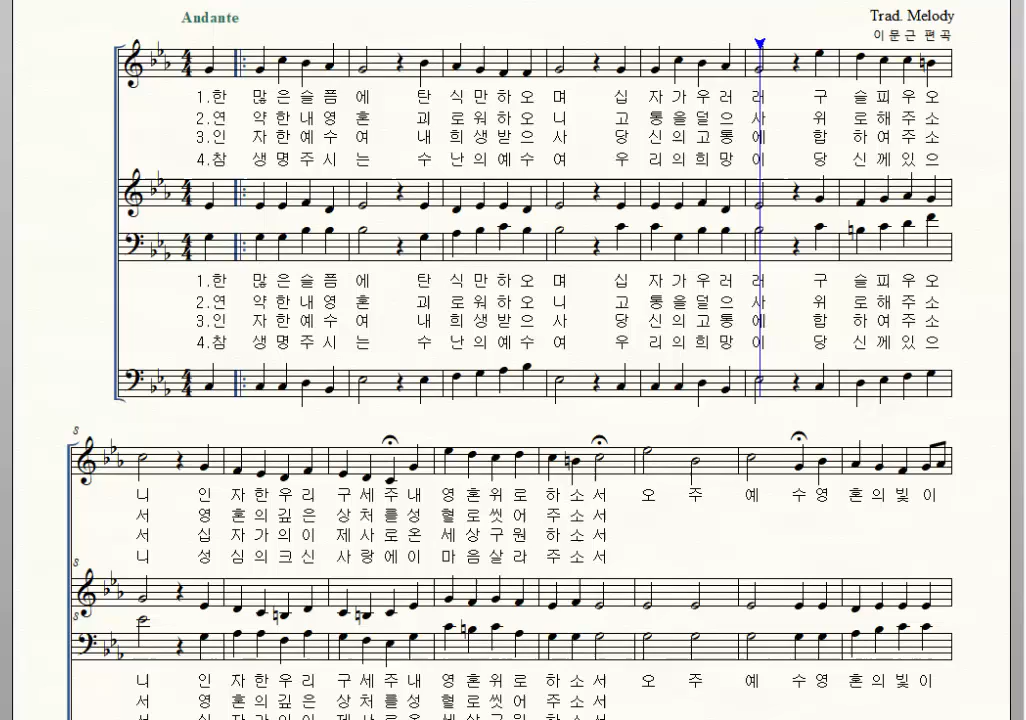 Andante
Trad. Melody
이 문 근 편 곡
1.한 많 은 슬 픔 에 탄 식 만 하 오 며 십 자 가 우 러 러 구 슬 피 우 오
2.연 약 한 내 영 혼 괴 로 워 하 오 니 고 통 을 덜 으 사 위 로 해 주 소
3.인 자 한 예 수 여 내 희 생 받 으 사 당 신 의 고 통 에 합 하 여 주 소
4.참 생 명 주 시 는 수 난 의 예 수 여 우 리 의 희 망 이 당 신 께 있 으
1.한 많 은 슬 픔 에 탄 식 만 하 오 며 십 자 가 우 러 러 구 슬 피 우 오
2.연 약 한 내 영 혼 괴 로 워 하 오 니 고 통 을 덜 으 사 위 로 해 주 소
3.인 자 한 예 수 여 내 희 생 받 으 사 당 신 의 고 통 에 합 하 여 주 소
4.참 생 명 주 시 는 수 난 의 예 수 여 우 리 의 희 망 이 당 신 께 있 으
니 인 자 한 우 리 구 세 주 내 영 혼 위 로 하 소 서 오 주 예 수 영 혼 의 빛 이
서 영 혼 의 깊 은 상 처 를 성 혈 로 씻 어 주 소 서
서 십 자 가 의 이 제 사 로 온 세 상 구 원 하 소 서
니 성 심 의 크 신 사 랑 에 이 마 음 살 라 주 소 서
니 인 자 한 우 리 구 세 주 내 영 혼 위 로 하 소 서 오 주 예 수 영 혼 의 빛 이
서 영 혼 의 깊 은 상 처 를 성 혈 로 씻 어 주 소 서